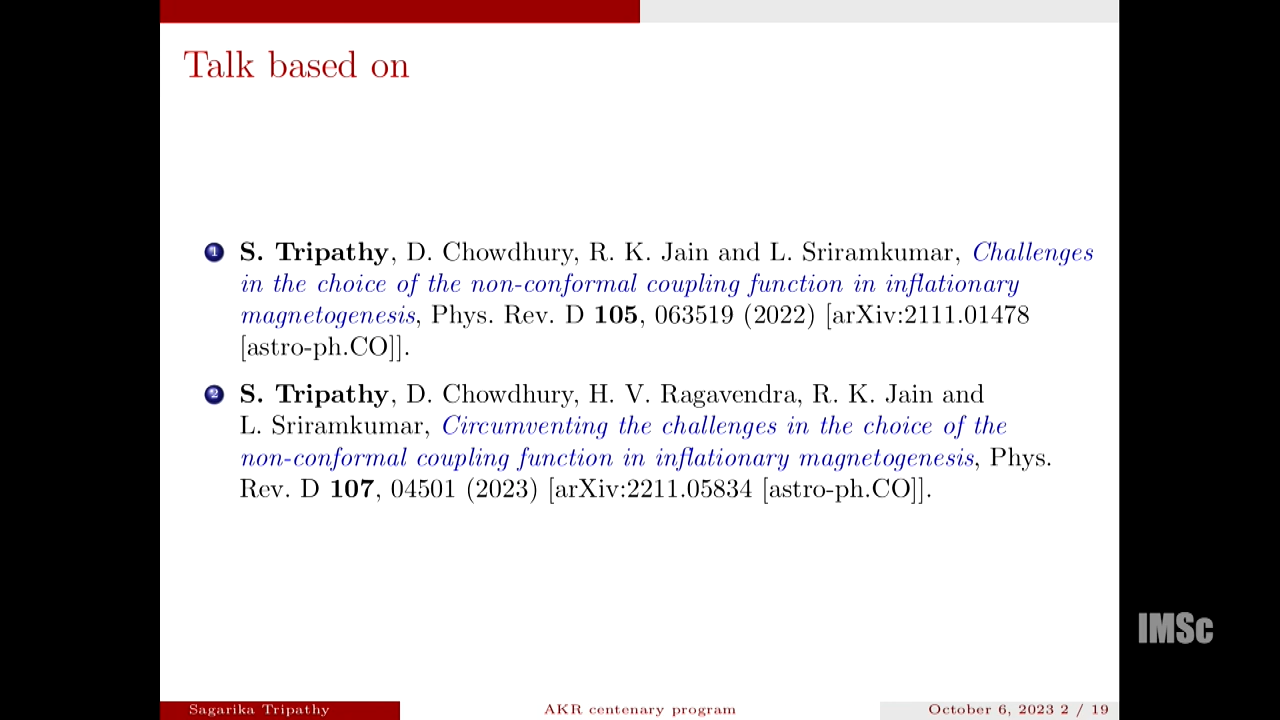 Talk based on
1 S. Tripathy, D. Chowdhury, R. K. Jain and L. Sriramkumar, Challenges
in the choice of the non-conformal coupling function in inflationary
magnetogenesis, Phys. Rev. D 105, 063519 (2022) [arXiv:2111.01478
[astro-ph.CO]].
2 S. Tripathy, D. Chowdhury, H. V. Ragavendra, R. K. Jain and
L. Sriramkumar, Circumventing the challenges in the choice of the
non-conformal coupling function in inflationary magnetogenesis, Phys.
Rev. D 107, 04501 (2023) [arXiv:2211.05834 [astro-ph.CO]].
IMSc
Sagarika Tripathy AKR centenary program October 6, 2023 2 / 19